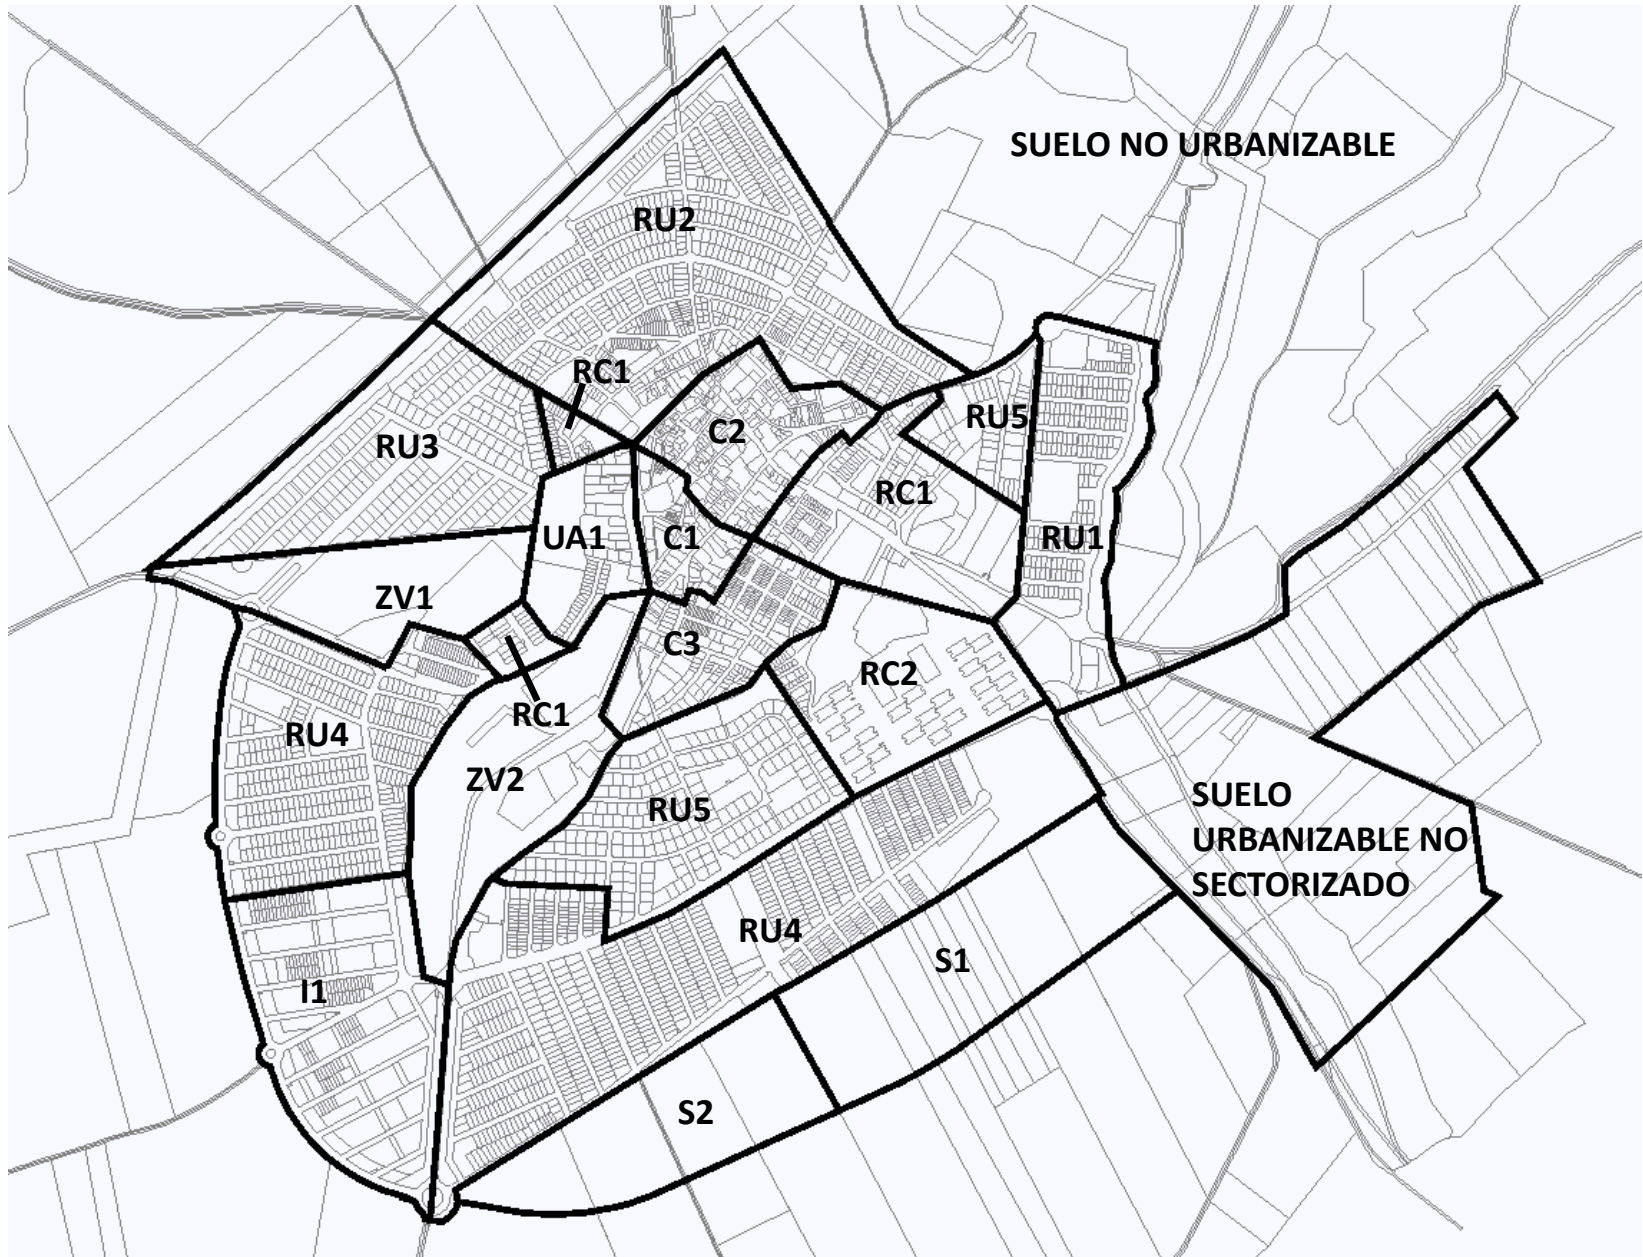 SUELO NO URBANIZABLE
RU2
RC1
RU5
C2
RU3
RC1
C1
UA1
RU1
ZV1
C3
RC2
RC1
RU4
ZV2
RU5
SUELO
URBANIZABLE NO
SECTORIZADO
RU4
S1
I1
S2